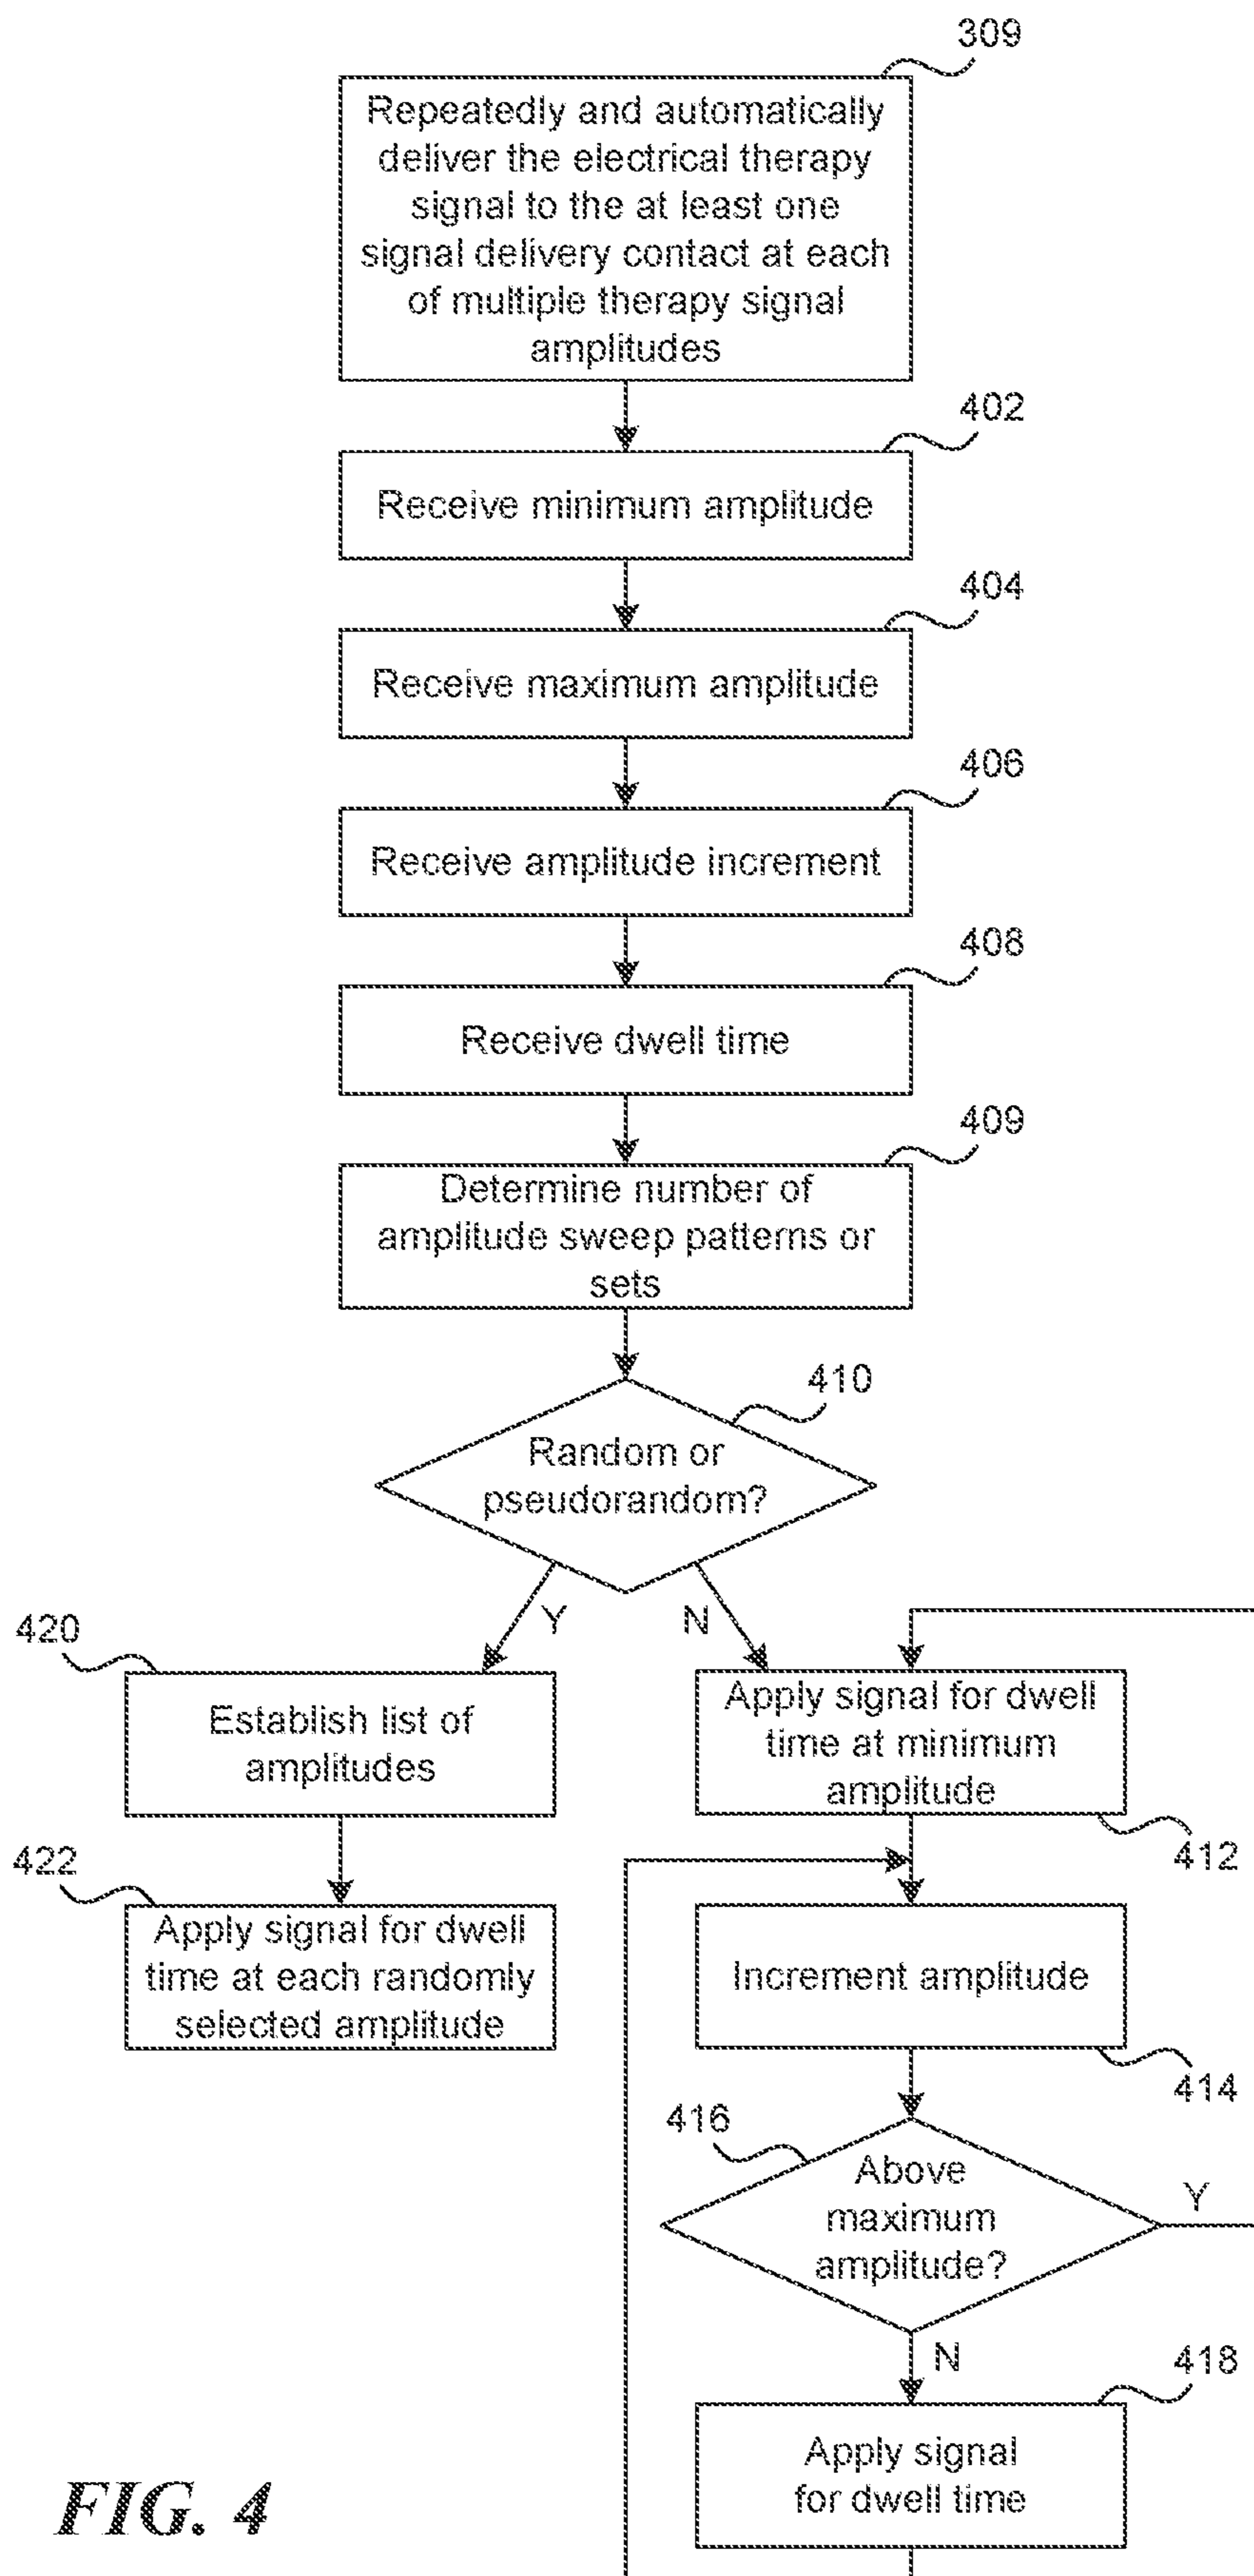 309
Repeatedly and automatically
deliver the electrical therapy
signal to the at least one
signal delivery contact at each
of multiple therapy signal
amplitudes
402
Receive minimum amplitude
404
Receive maximum amplitude
406
Receive amplitude increment
408
Receive dwell time
409
Determine number of
amplitude sweep patterns or
sets
410
Random or
pseudorandom?
Y
N
420
Establish list of
amplitudes
Apply signal for dwell
time at minimum
amplitude
412
422
Apply signal for dwell
time at each randomly
selected amplitude
Increment amplitude
414
416
Above
maximum
amplitude?
Y
N
418
Apply signal
for dwell time
FIG. 4